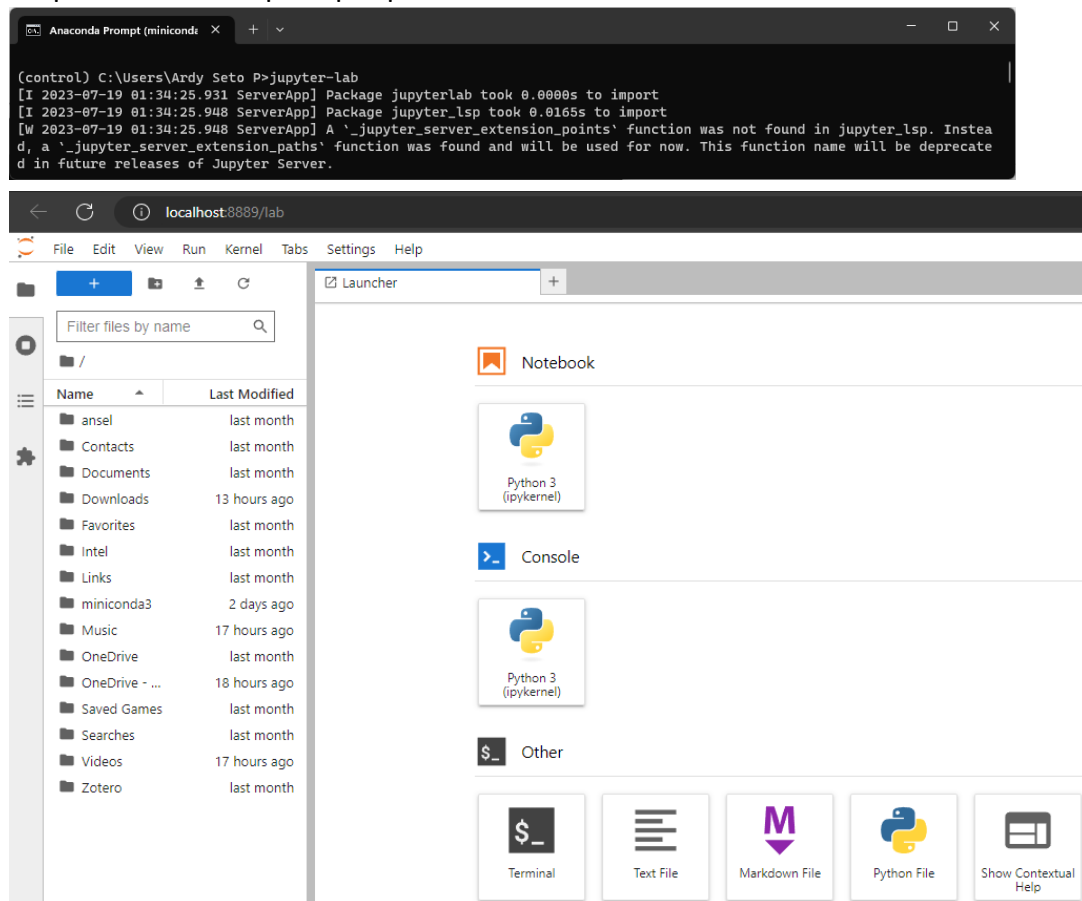 Anaconda Prompt (miniconda
(control) C:\Users\Ardy Seto P>jupyter-lab
[I 2023-07-19 01:34:25.931 ServerApp] Package jupyterlab took 0.0000s to import
[I 2023-07-19 01:34:25.948 ServerApp] Package jupyter_lsp took 0.0165s to import
[W 2023-07-19 01:34:25.948 ServerApp] A `_jupyter_server_extension_points` function was not found in jupyter_lsp. Instea
d, a `_jupyter_server_extension_paths` function was found and will be used for now. This function name will be deprecate
d in future releases of Jupyter Server.
localhost:8889/lab
File Edit View Run Kernel Tabs Settings Help
Launcher
Filter files by name
/
Name Last Modified
ansel last month
Contacts last month
Documents last month
Downloads 13 hours ago
Favorites last month
Intel last month
Links last month
miniconda3 2 days ago
Music 17 hours ago
OneDrive last month
OneDrive - ... 18 hours ago
Saved Games last month
Searches last month
Videos 17 hours ago
Zotero last month
Notebook
Python 3
(ipykernel)
Console
Python 3
(ipykernel)
$_ Other
$_
M
Terminal
Text File
Markdown File
Python File
Show Contextual
Help